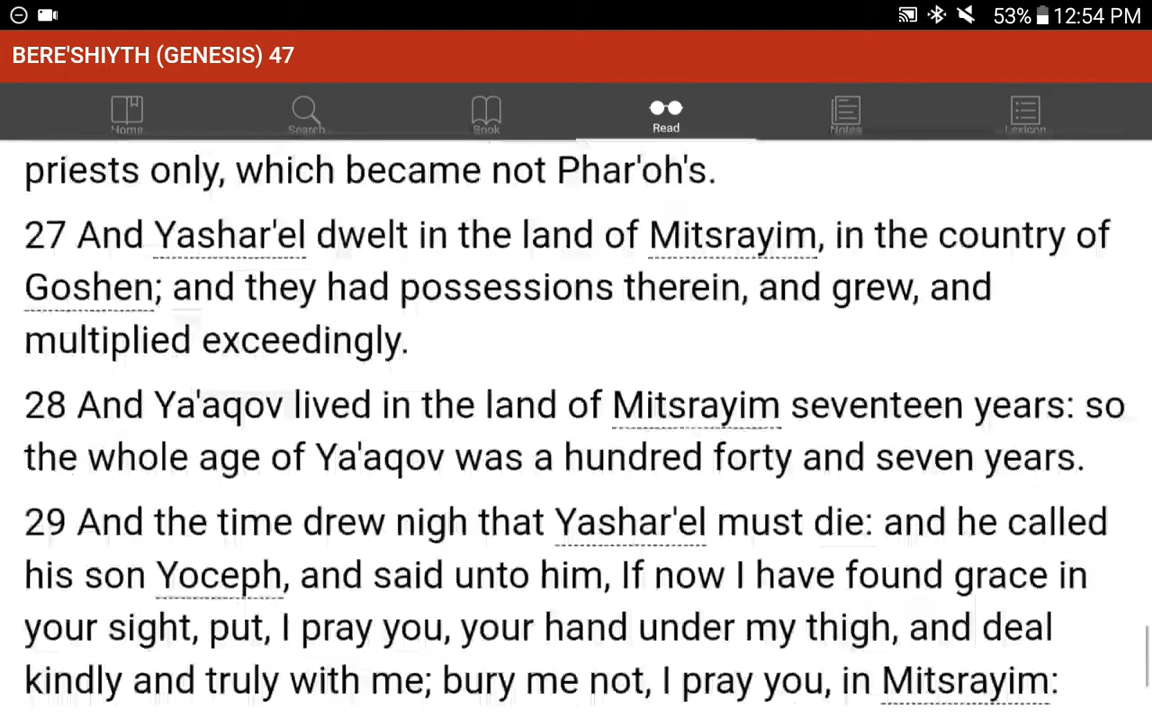 53% 12:54 PM
BERE'SHIYTH (GENESIS) 47
Home Search Book Read Notes Lexicon
priests only, which became not Phar'oh's.
27 And Yashar'el dwelt in the land of Mitsrayim, in the country of
Goshen; and they had possessions therein, and grew, and
multiplied exceedingly.
28 And Ya'aqov lived in the land of Mitsrayim seventeen years: so
the whole age of Ya'aqov was a hundred forty and seven years.
29 And the time drew nigh that Yashar'el must die: and he called
his son Yoceph, and said unto him, If now I have found grace in
your sight, put, I pray you, your hand under my thigh, and deal
kindly and truly with me; bury me not, I pray you, in Mitsrayim: